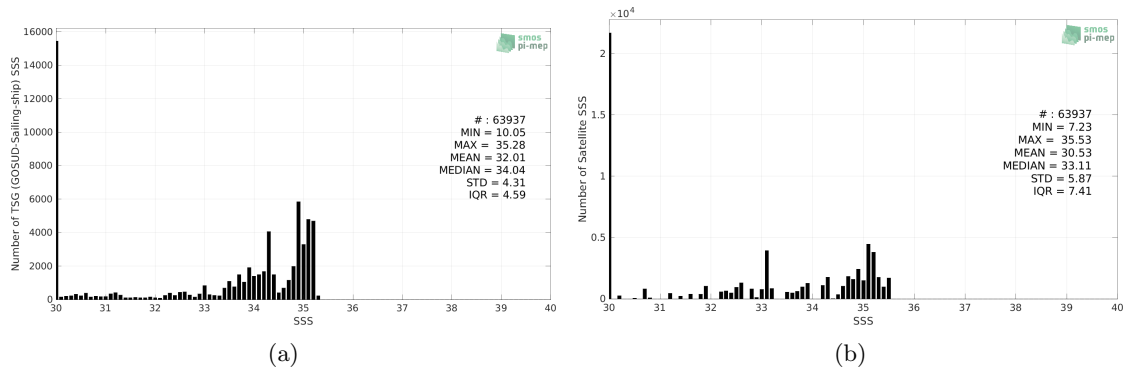 16000
14000
12000
10000
8000
6000
4000
2000
0
Number of TSG (GOSUD-Sailing-ship) SSS
smos
pi-mep
# : 63937
MIN = 10.05
MAX = 35.28
MEAN = 32.01
MEDIAN = 34.04
STD = 4.31
IQR = 4.59
30 31 32 33 34 35 36 37 38 39 40
SSS
(a)
×10⁴
2
1.5
1
0.5
0
Number of Satellite SSS
smos
pi-mep
# : 63937
MIN = 7.23
MAX = 35.53
MEAN = 30.53
MEDIAN = 33.11
STD = 5.87
IQR = 7.41
30 31 32 33 34 35 36 37 38 39 40
SSS
(b)